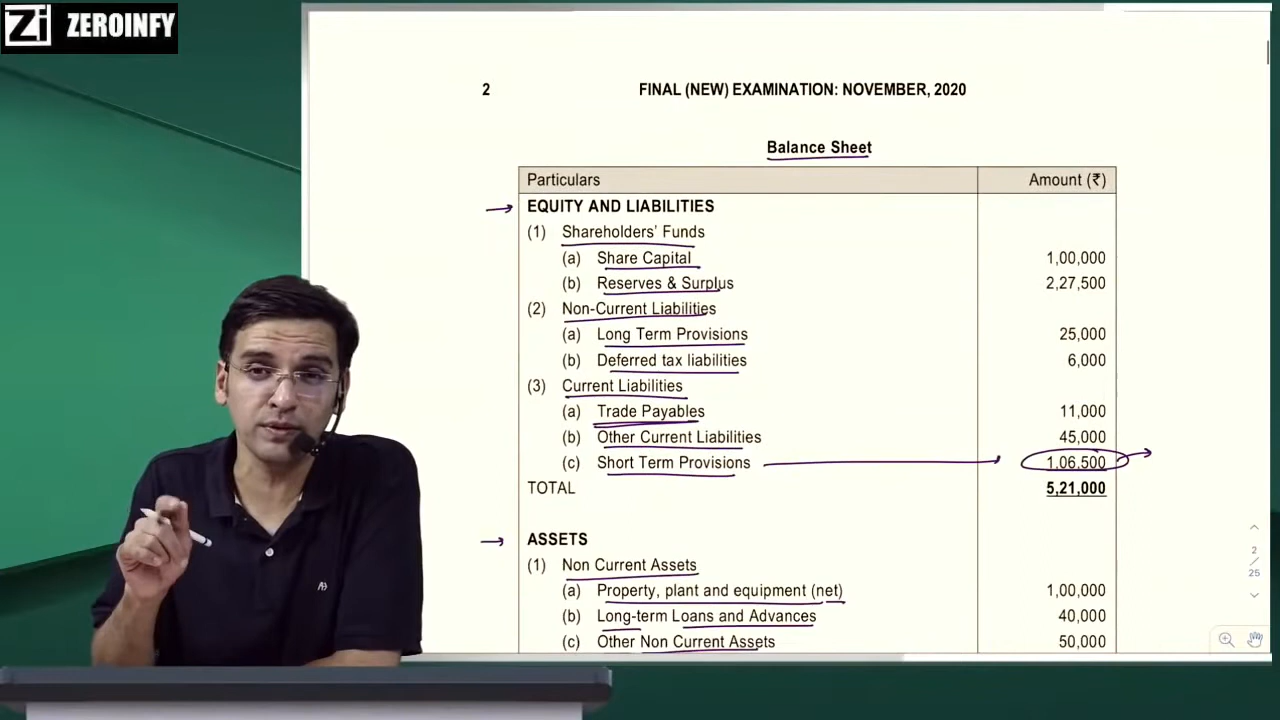 Zi ZEROINFY
2 FINAL (NEW) EXAMINATION: NOVEMBER, 2020
Balance Sheet
Particulars Amount (₹)
EQUITY AND LIABILITIES
(1) Shareholders' Funds
(a) Share Capital 1,00,000
(b) Reserves & Surplus 2,27,500
(2) Non-Current Liabilities
(a) Long Term Provisions 25,000
(b) Deferred tax liabilities 6,000
(3) Current Liabilities
(a) Trade Payables 11,000
(b) Other Current Liabilities 45,000
(c) Short Term Provisions 1,06,500
TOTAL 5,21,000
ASSETS
(1) Non Current Assets
(a) Property, plant and equipment (net) 1,00,000
(b) Long-term Loans and Advances 40,000
(c) Other Non Current Assets 50,000
2
/
25